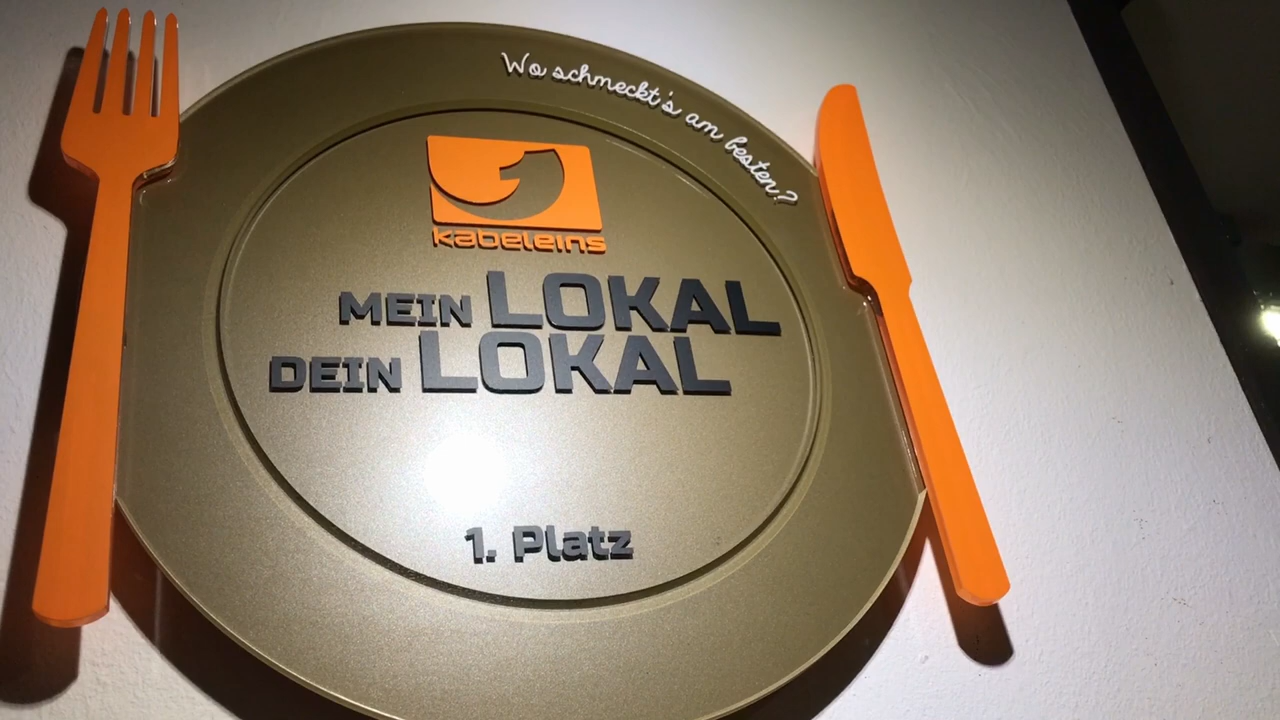 Wo schmeckt's am besten?
kabeleins
MEIN LOKAL
DEIN LOKAL
1. Platz